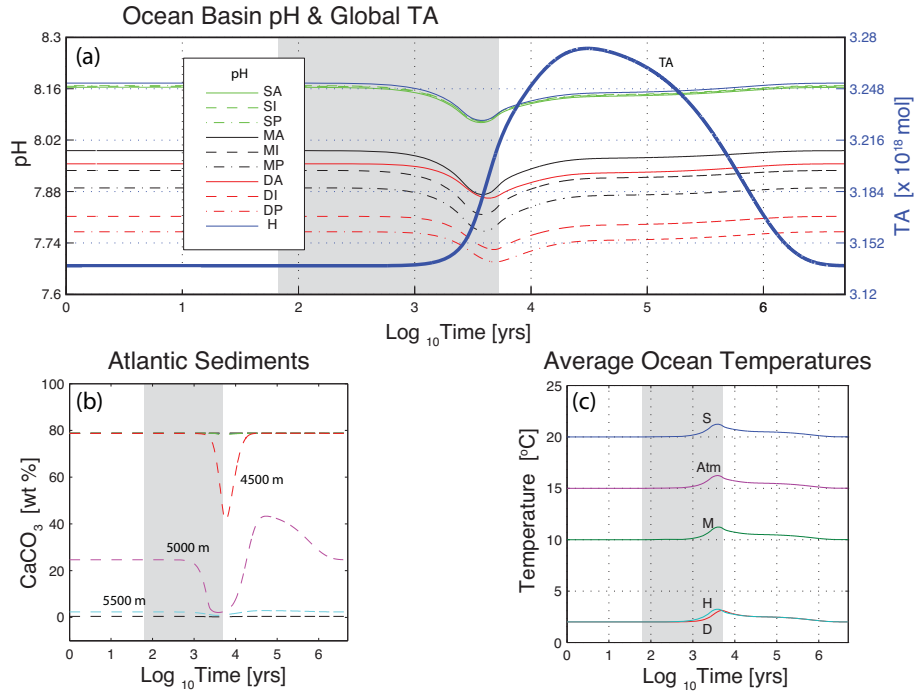 Ocean Basin pH & Global TA
(a)
pH
SA
SI
SP
MA
MI
MP
DA
DI
DP
H
TA
8.3
8.16
8.02
7.88
7.74
7.6
pH
3.28
3.248
3.216
3.184
3.152
3.12
TA [x 10^18 mol]
0 1 2 3 4 5 6
Log 10Time [yrs]
Atlantic Sediments
(b)
100
80
60
40
20
0
CaCO3 [wt %]
4500 m
5000 m
5500 m
0 1 2 3 4 5 6
Log 10Time [yrs]
Average Ocean Temperatures
(c)
25
20
15
10
5
0
Temperature [oC]
S
Atm
M
H
D
0 1 2 3 4 5 6
Log 10Time [yrs]